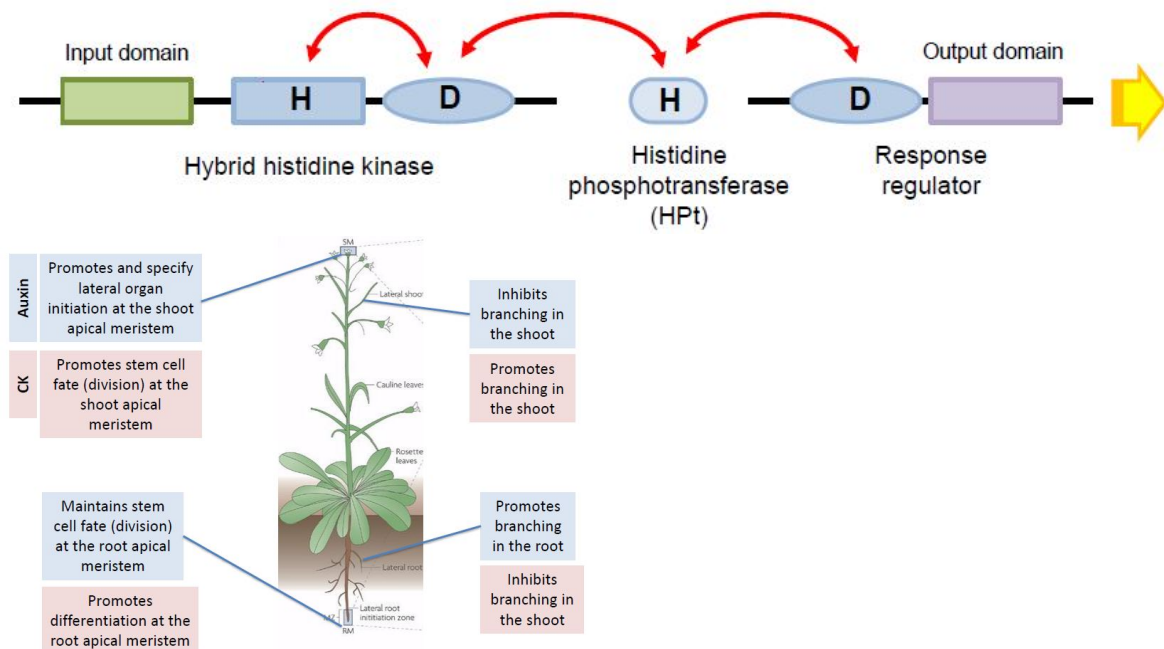 Input domain
Output domain
H
D
H
D
Hybrid histidine kinase
Histidine
phosphotransferase
(HPt)
Response
regulator
Auxin
Promotes and specify
lateral organ
initiation at the shoot
apical meristem
CK
Promotes stem cell
fate (division) at the
shoot apical
meristem
SM
Lateral shoot
Inhibits
branching in
the shoot
Promotes
branching in
the shoot
Cauline leaves
Rosette
leaves
Maintains stem
cell fate (division)
at the root apical
meristem
Promotes
differentiation at the
root apical meristem
Promotes
branching
in the root
Inhibits
branching in
the shoot
Lateral root
Lateral root
inititiation zone
MZ
RM